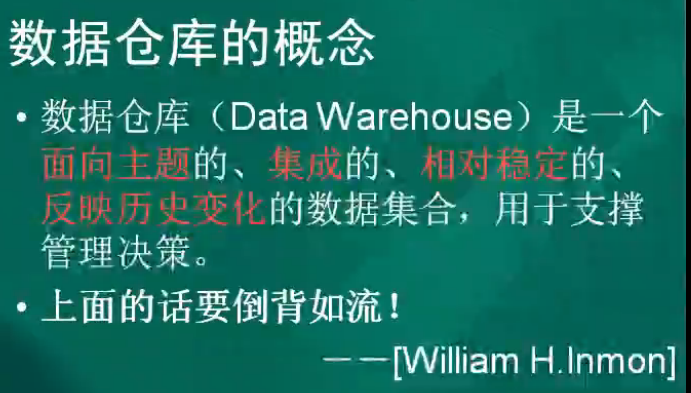 数据仓库的概念
• 数据仓库（Data Warehouse）是一个
面向主题的、集成的、相对稳定的、
反映历史变化的数据集合，用于支撑
管理决策。
• 上面的话要倒背如流！
——[William H.Inmon]